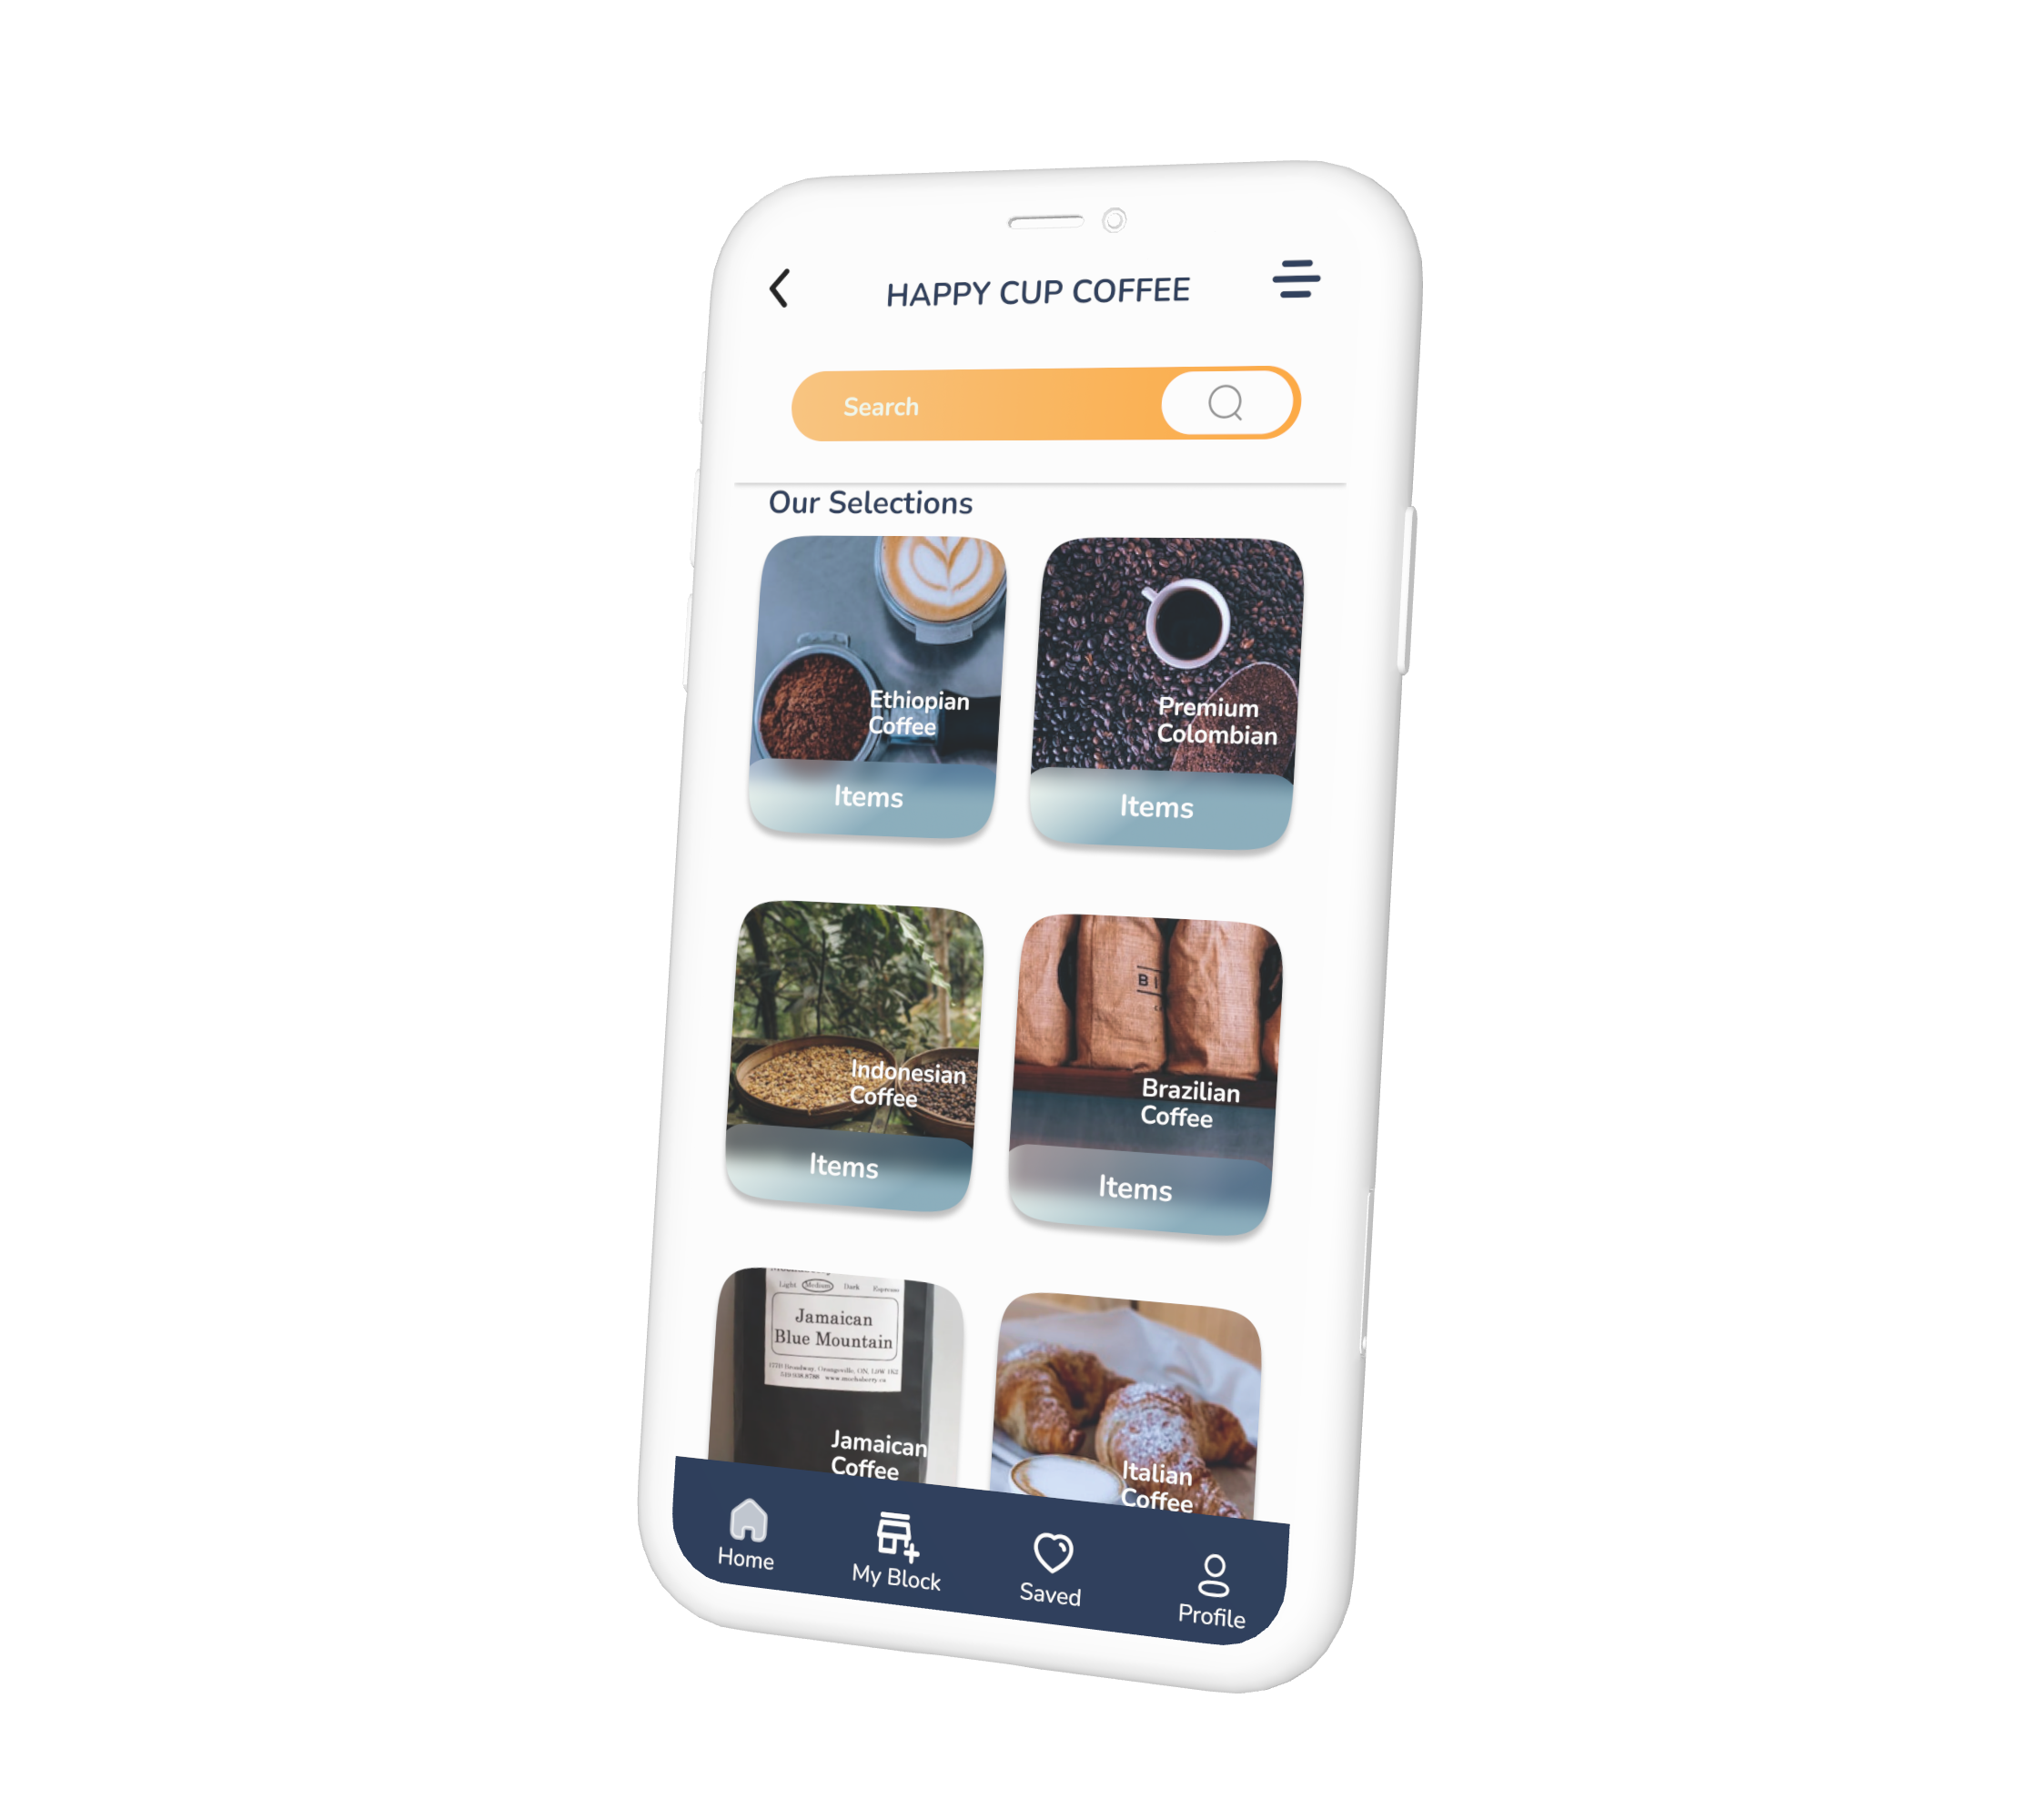 HAPPY CUP COFFEE
Search
Our Selections
Ethiopian
Coffee
Items
Premium
Colombian
Items
Indonesian
Coffee
Items
BI
Brazilian
Coffee
Items
Light Medium Dark Espresso
Jamaican
Blue Mountain
Jamaican
Coffee
Italian
Coffee
Home
My Block
Saved
Profile